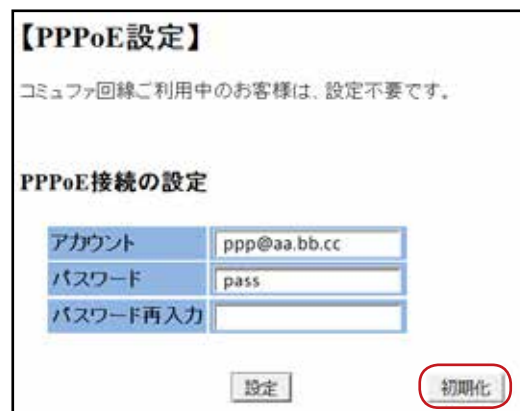 【PPPoE設定】
コミュファ回線ご利用中のお客様は、設定不要です。
PPPoE接続の設定
アカウント ppp@aa.bb.cc
パスワード pass
パスワード再入力
設定 初期化